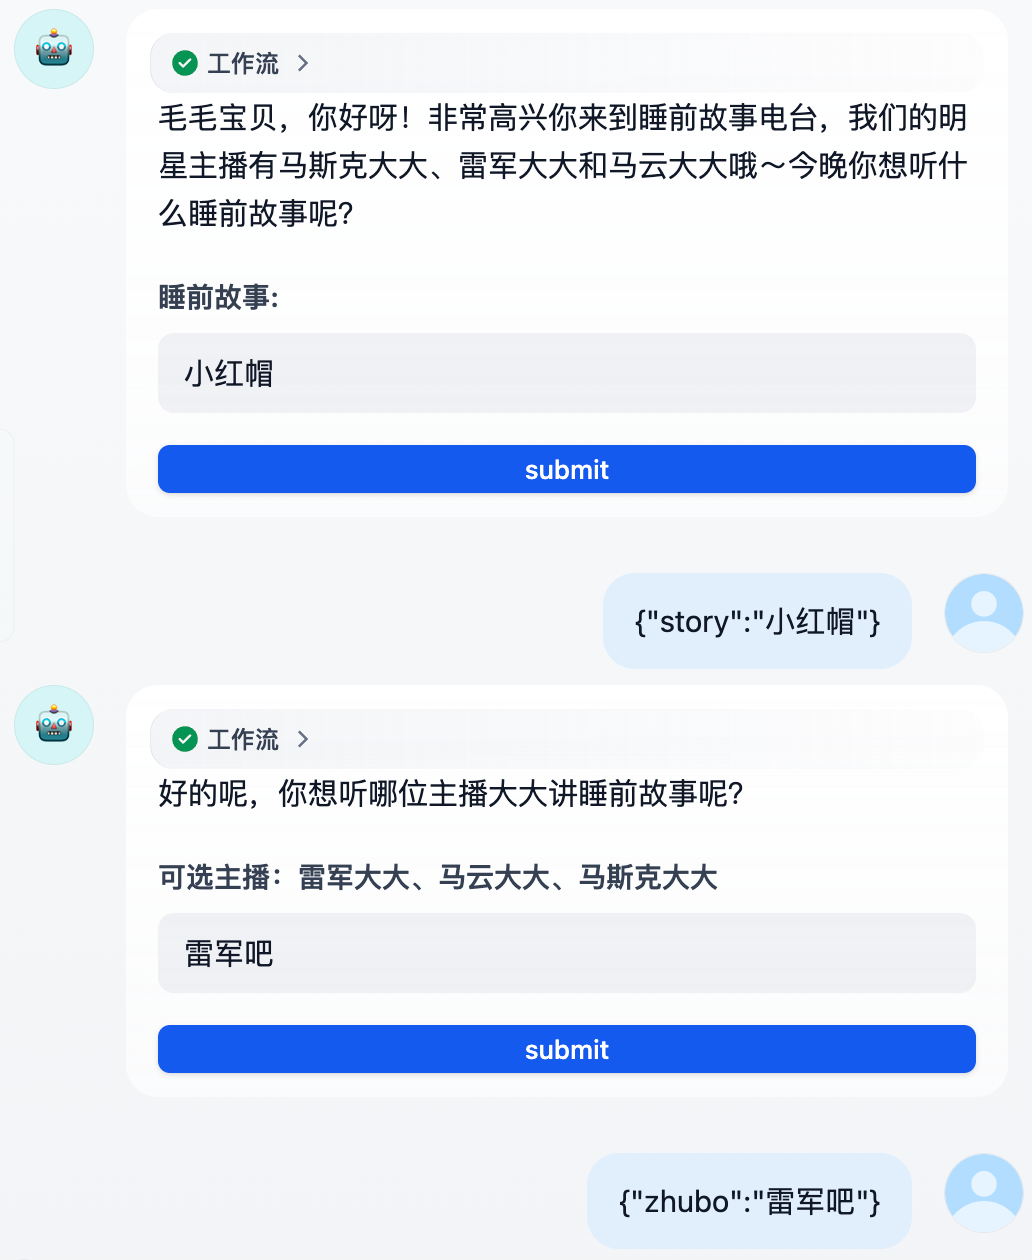 工作流
毛毛宝贝，你好呀！非常高兴你来到睡前故事电台，我们的明
星主播有马斯克大大、雷军大大和马云大大哦～今晚你想听什
么睡前故事呢？
睡前故事:
小红帽
submit
{"story":"小红帽"}
工作流
好的呢，你想听哪位主播大大讲睡前故事呢？
可选主播：雷军大大、马云大大、马斯克大大
雷军吧
submit
{"zhubo":"雷军吧"}